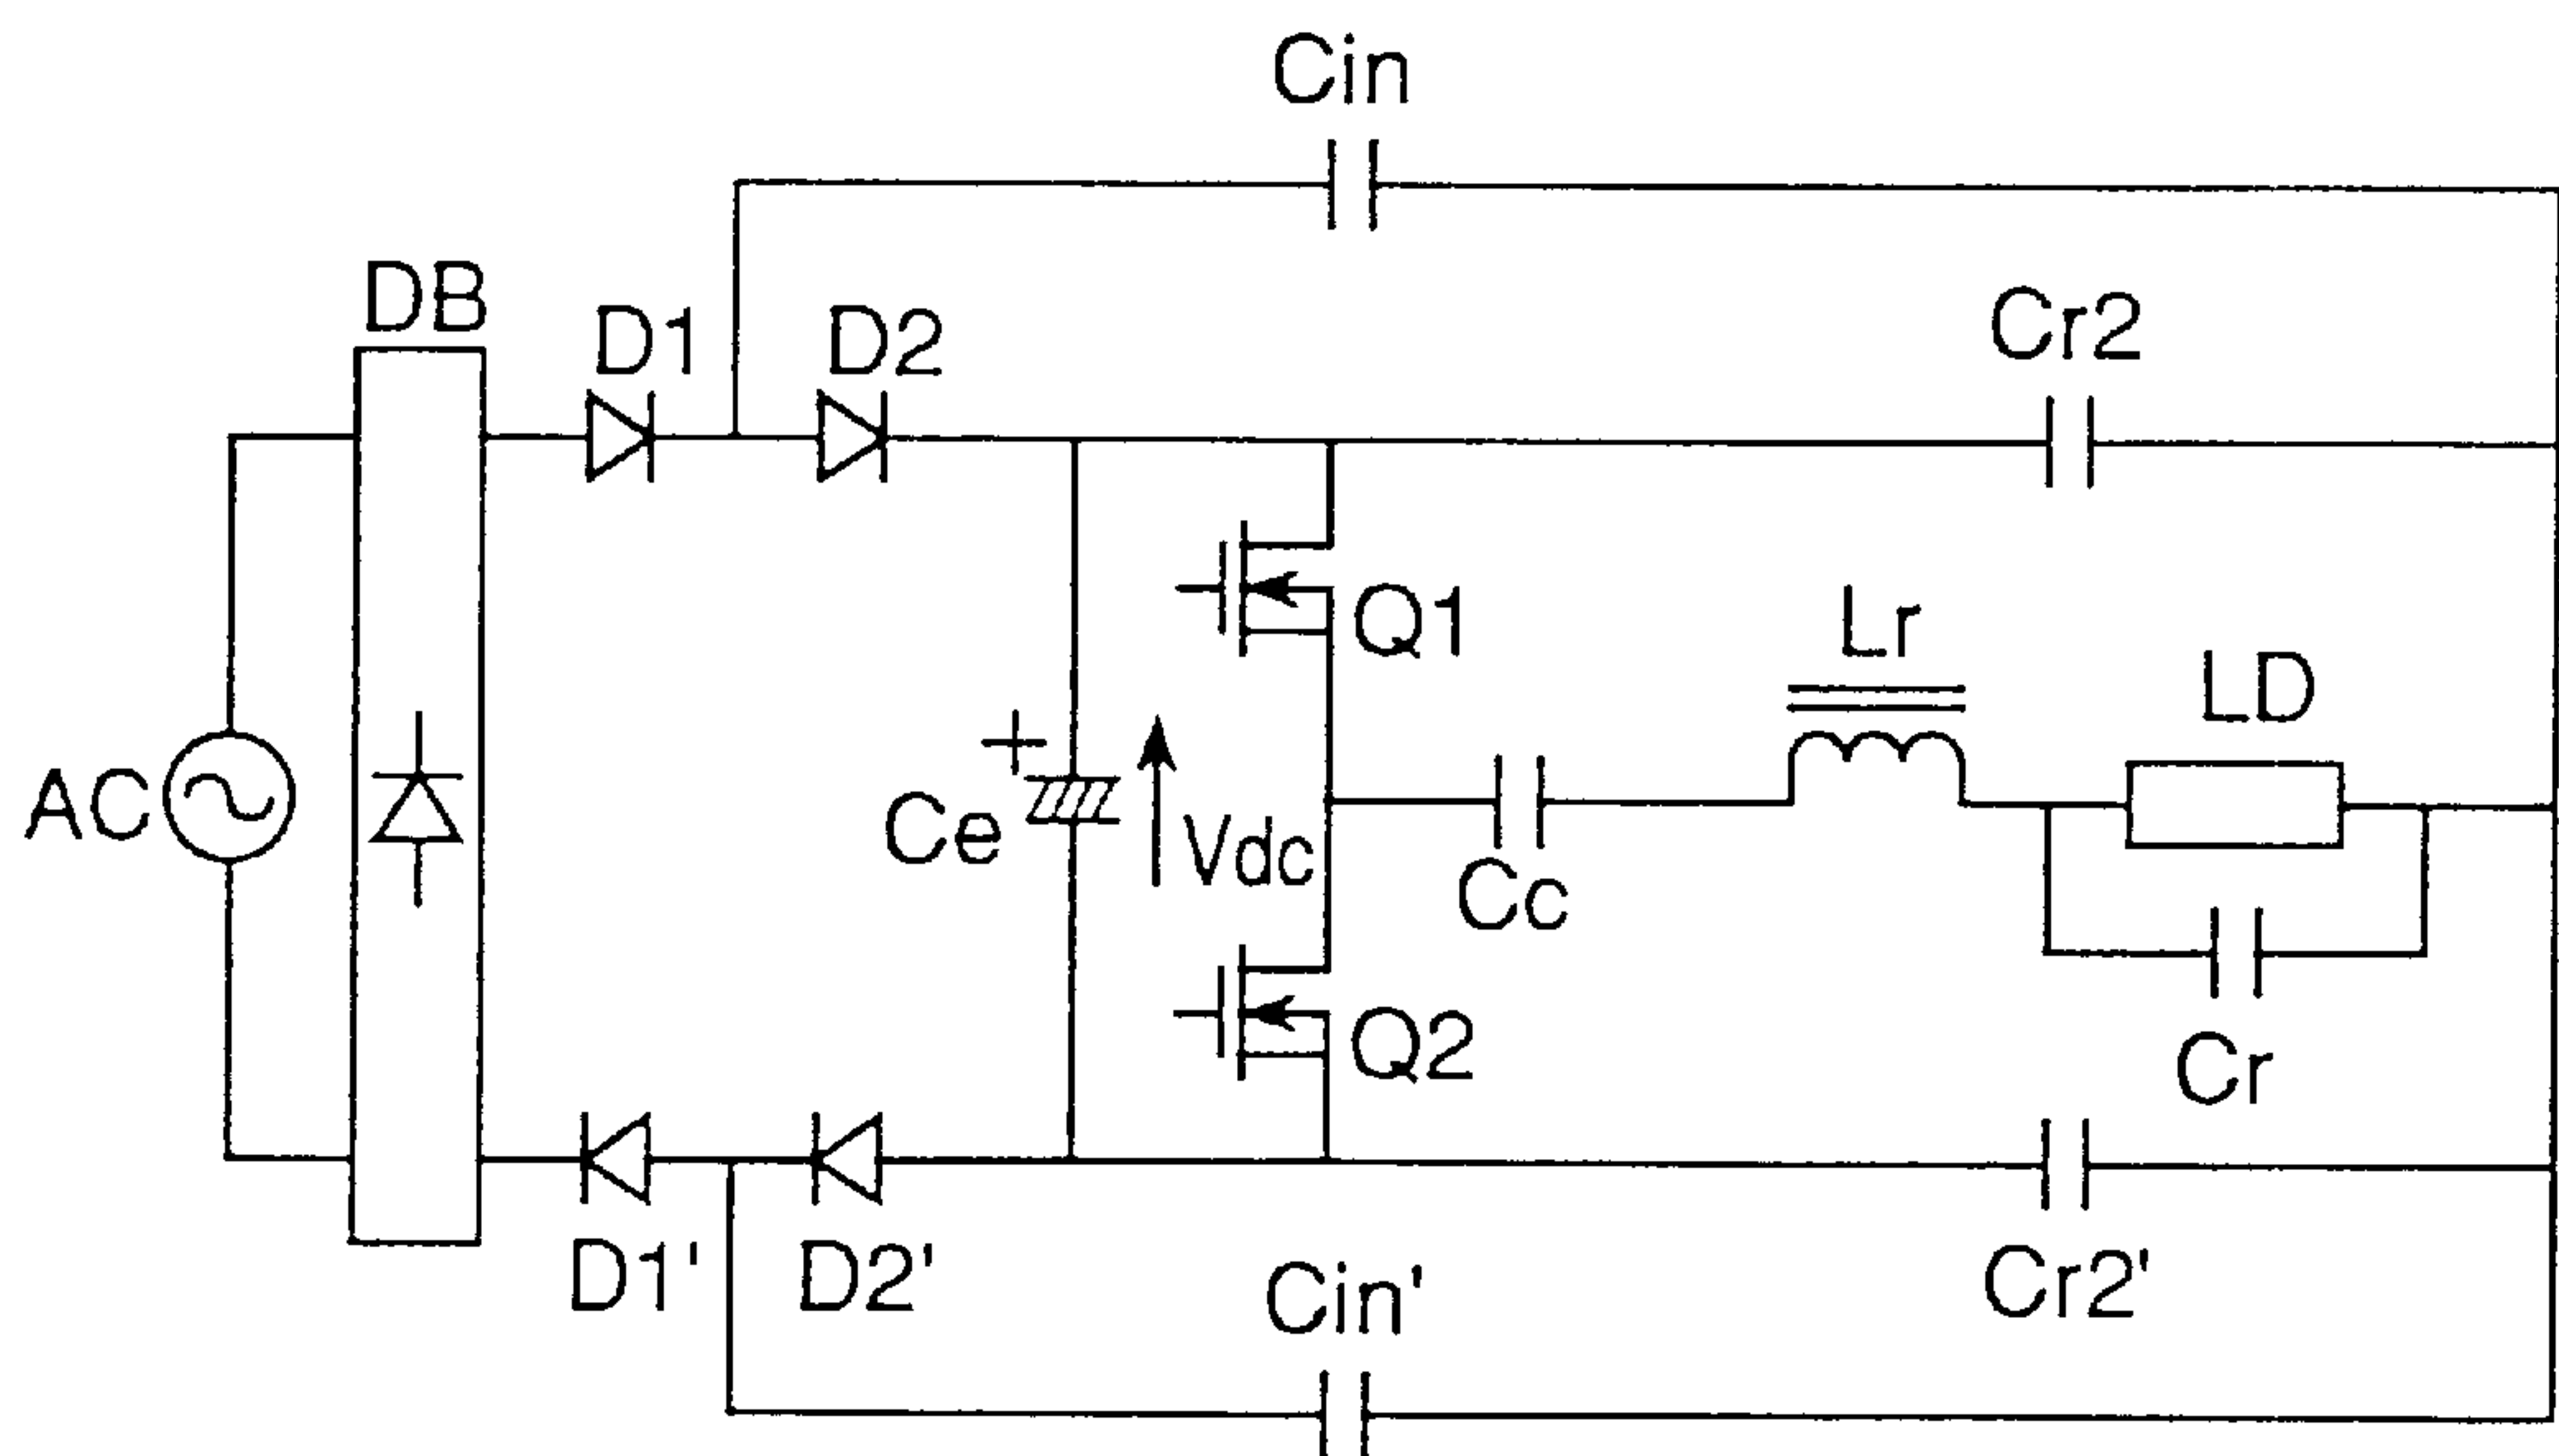 Cin
DB
D1
D2
Cr2
Q1
Lr
LD
+
AC
Ce
Vdc
Cc
Q2
Cr
D1'
D2'
Cin'
Cr2'